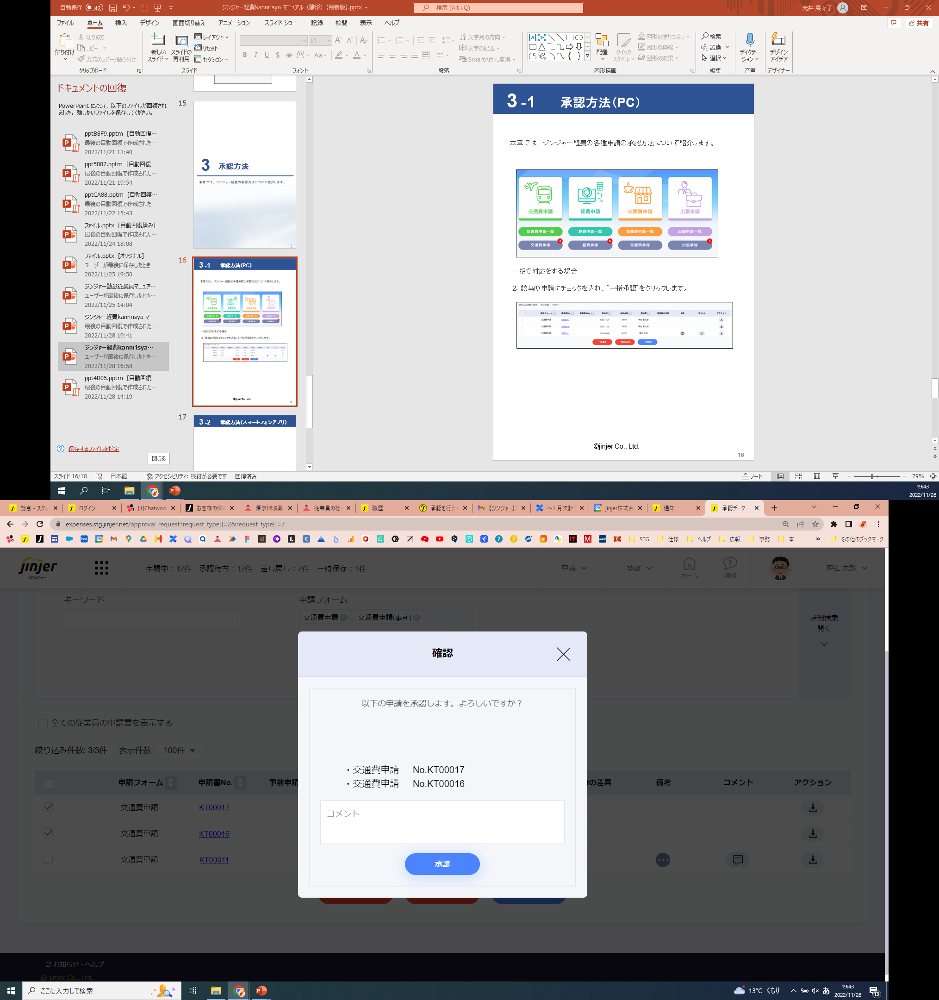 自動保存 オフ
ジンジャー経費kannrisya マニュアル（雛形）【最新版】.pptx
検索 (Alt+Q)
元井 菜々子
ファイル ホーム 挿入 デザイン 画面切り替え アニメーション スライド ショー 記録 校閲 表示 ヘルプ
共有
貼り付け
切り取り
コピー
書式のコピー/貼り付け
クリップボード
新しい
スライド
スライドの
再利用
レイアウト
リセット
セクション
スライド
14
フォント
文字列の方向
文字の配置
SmartArt に変換
段落
配置
クイック
スタイル
図形の塗りつぶし
図形の枠線
図形の効果
図形描画
検索
置換
選択
編集
ディクテー
ション
音声
デザイン
アイデア
デザイナー
ドキュメントの回復
PowerPoint によって、以下のファイルが回復され
ました。残したいファイルを保存してください。
pptB8F9.pptm [自動回復…
最後の自動回復で作成された…
2022/11/21 13:40
ppt5807.pptm [自動回復…
最後の自動回復で作成された…
2022/11/21 19:54
pptCA88.pptm [自動回復…
最後の自動回復で作成された…
2022/11/22 15:43
ファイル.pptx [自動回復済み]
最後の自動回復で作成された…
2022/11/24 18:08
ファイル.pptx [オリジナル]
ユーザーが最後に保存したとき…
2022/11/25 19:50
ジンジャー勤怠従業員マニュア…
ユーザーが最後に保存したとき…
2022/11/25 14:04
ジンジャー経費kannrisya マ…
最後の自動回復で作成された…
2022/11/28 19:41
ジンジャー経費kannrisya…
ユーザーが最後に保存したとき…
2022/11/28 16:58
ppt4B05.pptm [自動回復…
最後の自動回復で作成された…
2022/11/28 14:19
保存するファイルを指定
閉じる
15
3 承認方法
本章では、ジンジャー経費の承認方法について紹介します。
16
3 -1 承認方法（PC）
本章では、ジンジャー経費の各種申請の承認方法について紹介します。
一括で対応をする場合
2. 該当の申請にチェックを入れ、[一括承認]をクリックします。
©jinjer Co., Ltd.
16
17
3 -2 承認方法（スマートフォンアプリ）
3 -1 承認方法（PC）
本章では、ジンジャー経費の各種申請の承認方法について紹介します。
交通費申請 経費申請 交際費申請 出張申請
交通費申請一覧 経費申請一覧 交際費申請一覧 出張申請一覧
交通費承認 3 経費承認 6 交際費承認 出張承認 3
一括で対応をする場合
2. 該当の申請にチェックを入れ、[一括承認]をクリックします。
絞り込み件数: 3/3件 表示件数 100件
交通費申請 KT00017 2022/11/28
交通費申請 KT00016 2022/11/28
交通費申請 KT00011
©jinjer Co., Ltd.
16
スライド 16/18 日本語 アクセシビリティ: 検討が必要です 回復済み
ノート 79%
19:43
2022/11/28
勤怠 - スタッ ログイン [1]Chatwork お客様の悩み 源泉徴収票 従業員の社 職歴 承認を行う - 【ジンジャー】 4-1 月次計 jinjer株式会 通知 承認データ-
expenses.stg.jinjer.net/approval_request?request_type[]=2&request_type[]=7
STG 仕様 ヘルプ 広報 事務 本 » その他のブックマーク
jinjer
ジンジャー
申請中：12件 承認待ち：12件 差し戻し：2件 一時保存：1件
申請 承認 ホーム 通知 神社 太郎
キーワード 申請フォーム
交通費申請 交通費申請(事前)
詳細検索
開く
確認
以下の申請を承認します。よろしいですか？
・交通費申請 No.KT00017
・交通費申請 No.KT00016
コメント
承認
全ての従業員の申請書を表示する
絞り込み件数: 3/3件 表示件数 100件
申請フォーム 申請書No. 事前申請 の差異 備考 コメント アクション
交通費申請 KT00017
交通費申請 KT00016
交通費申請 KT00011
| お知らせ・ヘルプ |
© jinjer Co., Ltd.
ここに入力して検索
13°C くもり あ
19:43
2022/11/28
13